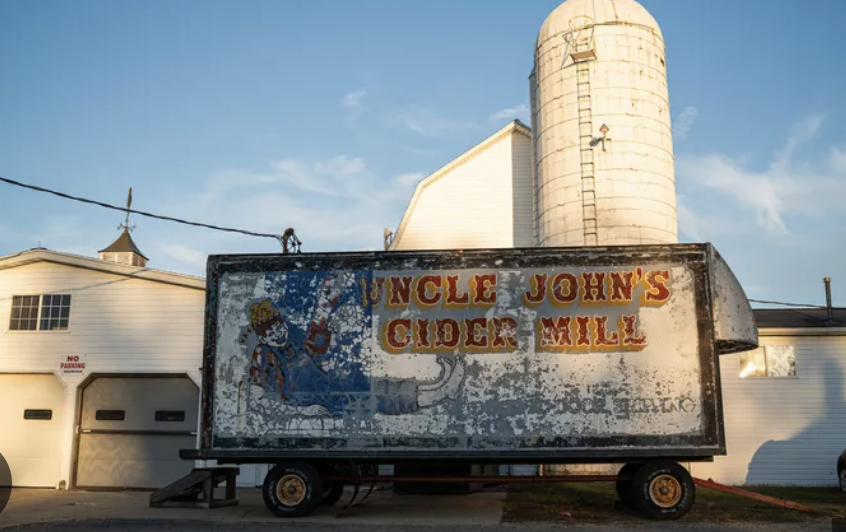 UNCLE JOHN'S
CIDER MILL
NO
PARKING